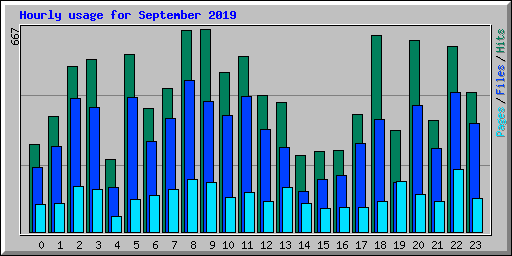 Hourly usage for September 2019
667
Pages/Files/Hits
0 1 2 3 4 5 6 7 8 9 10 11 12 13 14 15 16 17 18 19 20 21 22 23